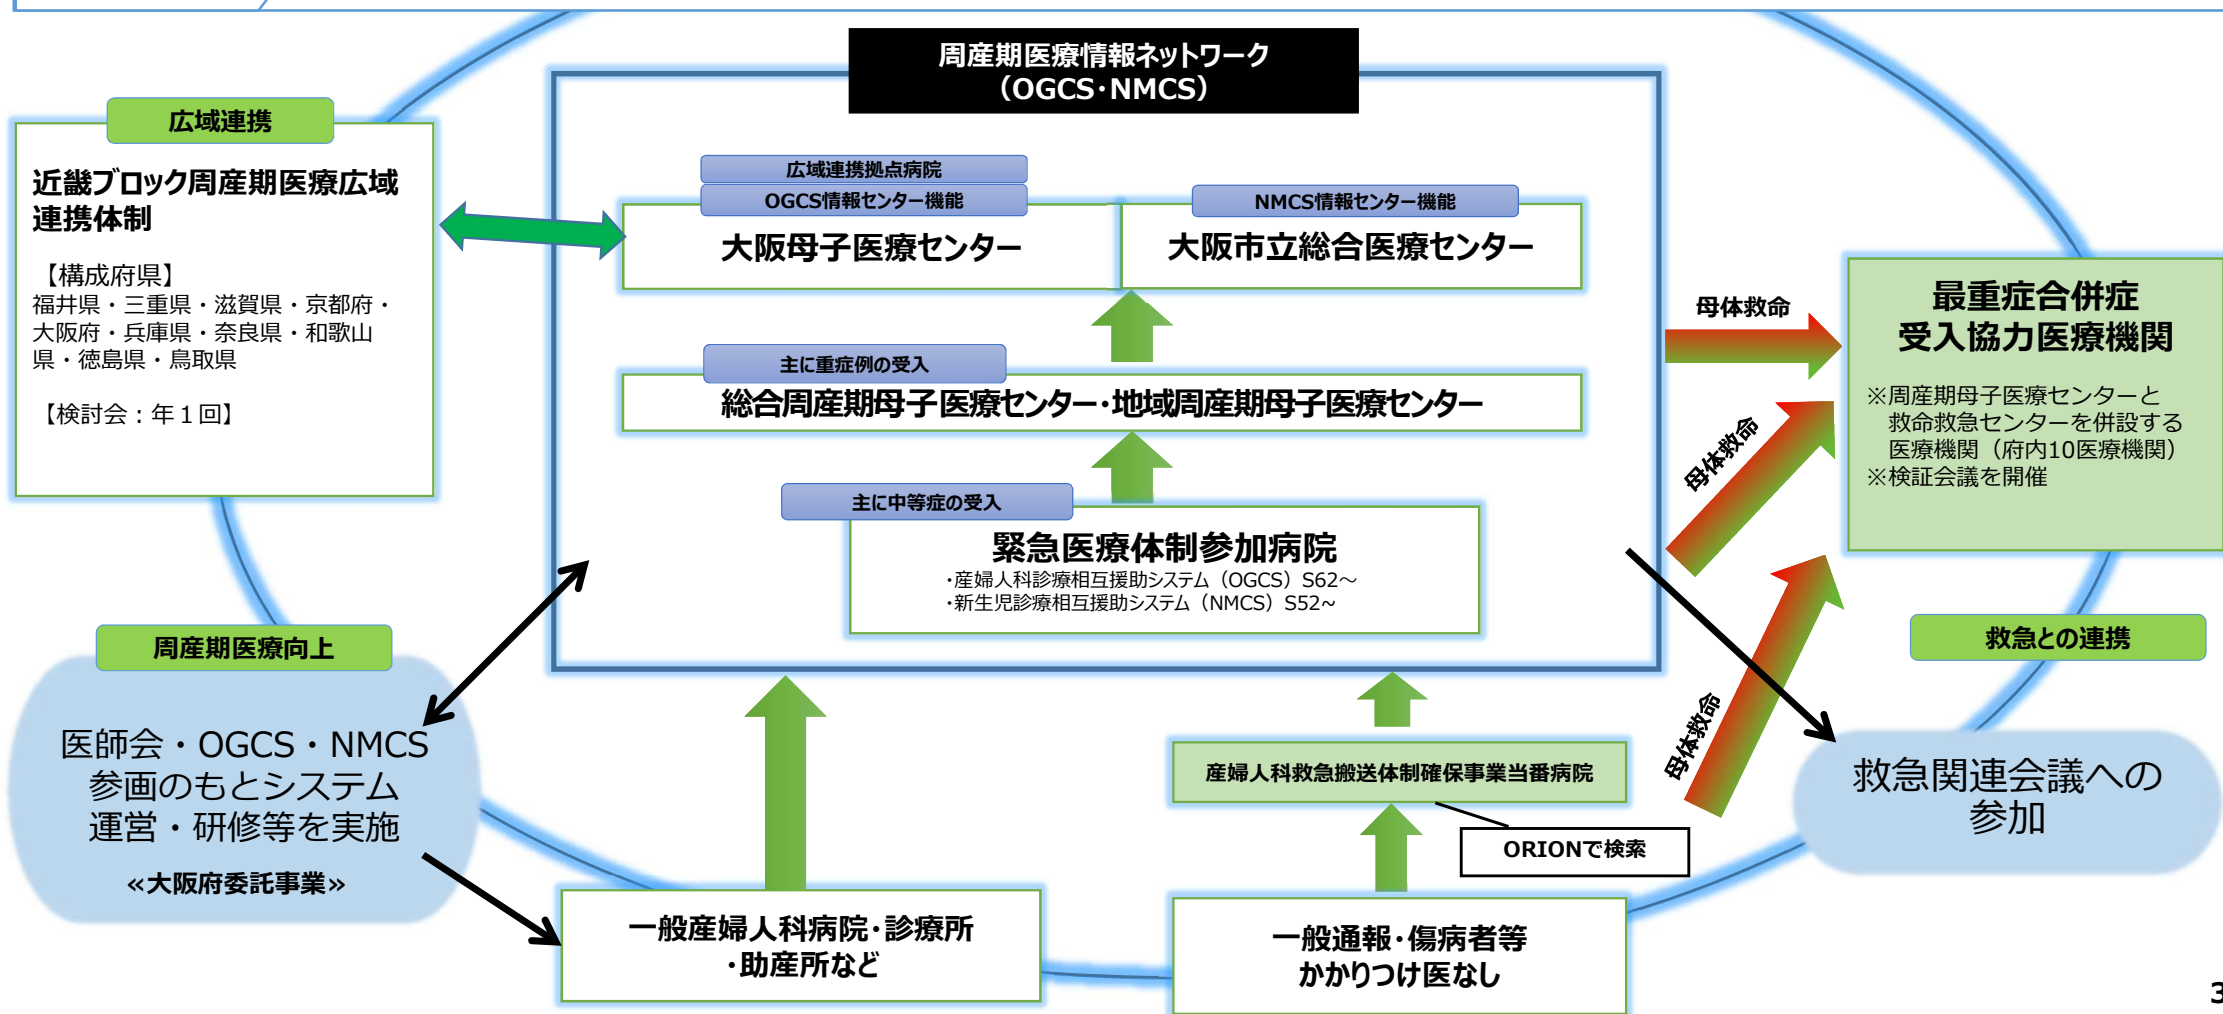 周産期医療情報ネットワーク
（OGCS･NMCS）
広域連携
近畿ブロック周産期医療広域
連携体制
【構成府県】
福井県・三重県・滋賀県・京都府・
大阪府・兵庫県・奈良県・和歌山
県・徳島県・鳥取県
【検討会：年１回】
広域連携拠点病院
OGCS情報センター機能
大阪母子医療センター
NMCS情報センター機能
大阪市立総合医療センター
主に重症例の受入
総合周産期母子医療センター･地域周産期母子医療センター
主に中等症の受入
緊急医療体制参加病院
･産婦人科診療相互援助システム（OGCS）S62～
･新生児診療相互援助システム（NMCS）S52~
母体救命
母体救命
母体救命
最重症合併症
受入協力医療機関
※周産期母子医療センターと
救命救急センターを併設する
医療機関（府内10医療機関）
※検証会議を開催
救急との連携
救急関連会議への
参加
周産期医療向上
医師会・OGCS・NMCS
参画のもとシステム
運営・研修等を実施
≪大阪府委託事業≫
産婦人科救急搬送体制確保事業当番病院
ORIONで検索
一般産婦人科病院･診療所
･助産所など
一般通報･傷病者等
かかりつけ医なし
3